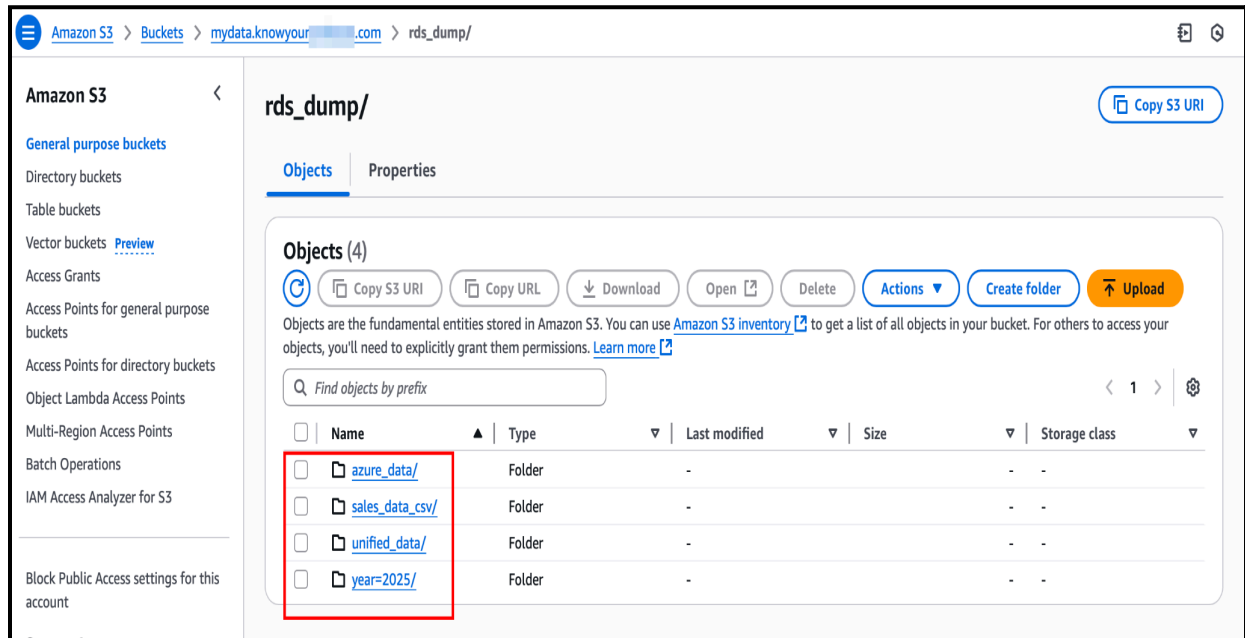 Amazon S3 > Buckets > mydata.knowyour .com > rds_dump/
Amazon S3
General purpose buckets
Directory buckets
Table buckets
Vector buckets Preview
Access Grants
Access Points for general purpose
buckets
Access Points for directory buckets
Object Lambda Access Points
Multi-Region Access Points
Batch Operations
IAM Access Analyzer for S3
Block Public Access settings for this
account
rds_dump/
Copy S3 URI
Objects Properties
Objects (4)
Copy S3 URI Copy URL Download Open Delete Actions Create folder Upload
Objects are the fundamental entities stored in Amazon S3. You can use Amazon S3 inventory to get a list of all objects in your bucket. For others to access your
objects, you'll need to explicitly grant them permissions. Learn more
Find objects by prefix
< 1 >
Name Type Last modified Size Storage class
azure_data/ Folder - - -
sales_data_csv/ Folder - - -
unified_data/ Folder - - -
year=2025/ Folder - - -